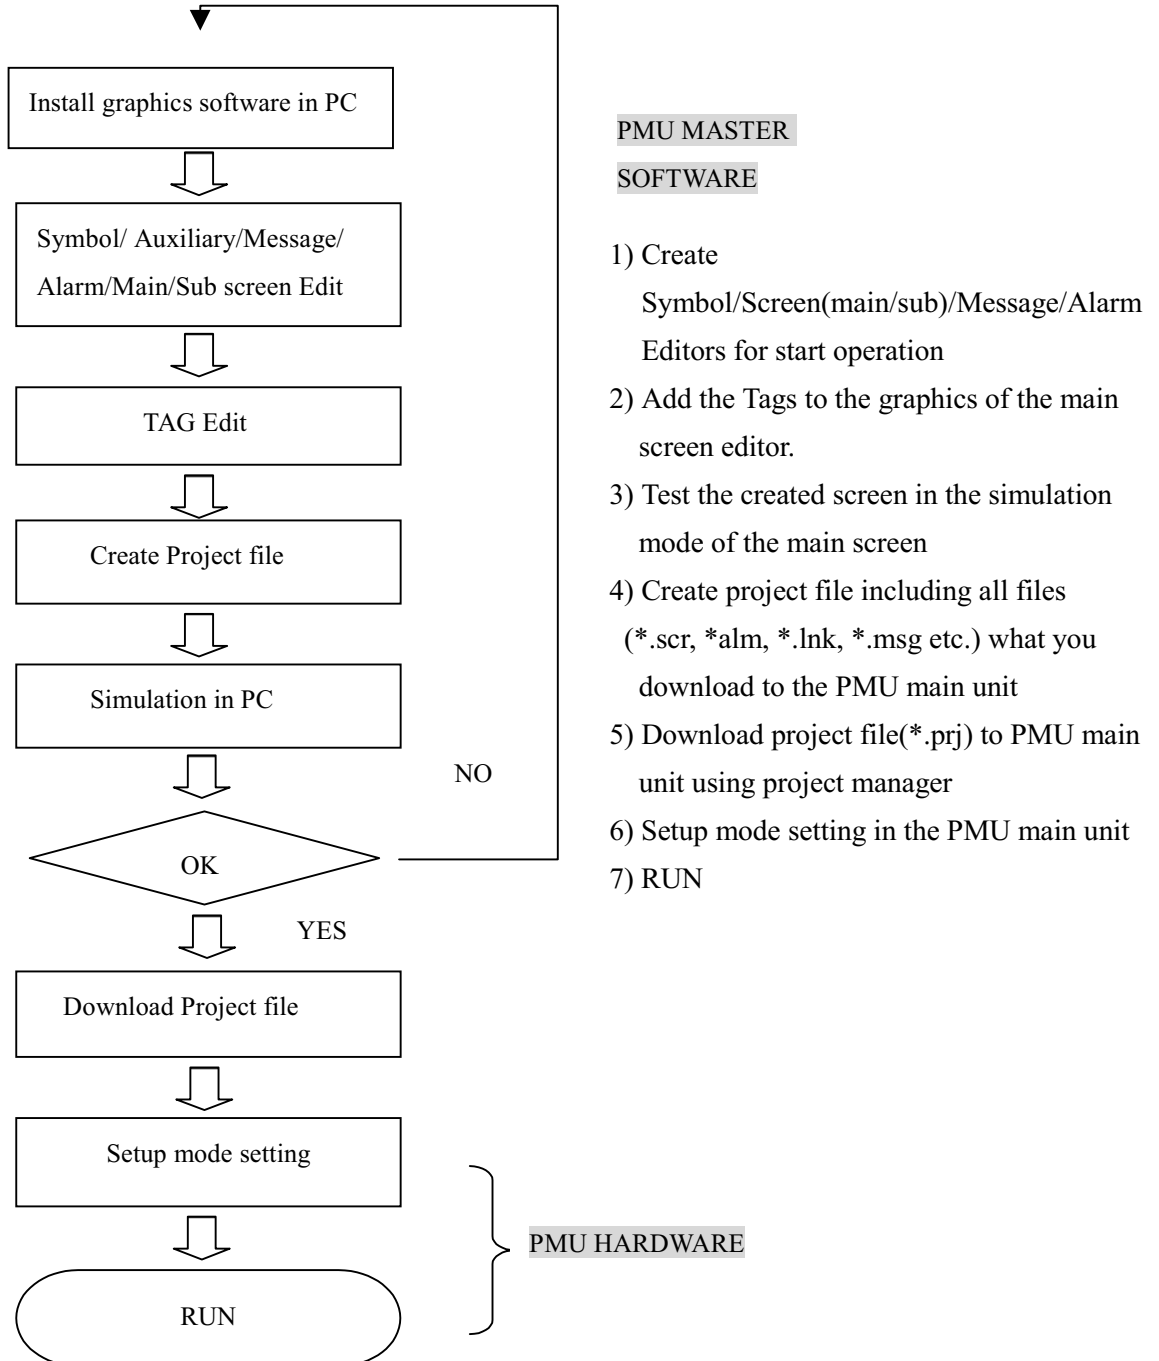 Install graphics software in PC
Symbol/ Auxiliary/Message/
Alarm/Main/Sub screen Edit
TAG Edit
Create Project file
Simulation in PC
NO
OK
YES
Download Project file
Setup mode setting
RUN
PMU HARDWARE
PMU MASTER
SOFTWARE
1) Create
Symbol/Screen(main/sub)/Message/Alarm
Editors for start operation
2) Add the Tags to the graphics of the main
screen editor.
3) Test the created screen in the simulation
mode of the main screen
4) Create project file including all files
(*.scr, *alm, *.lnk, *.msg etc.) what you
download to the PMU main unit
5) Download project file(*.prj) to PMU main
unit using project manager
6) Setup mode setting in the PMU main unit
7) RUN